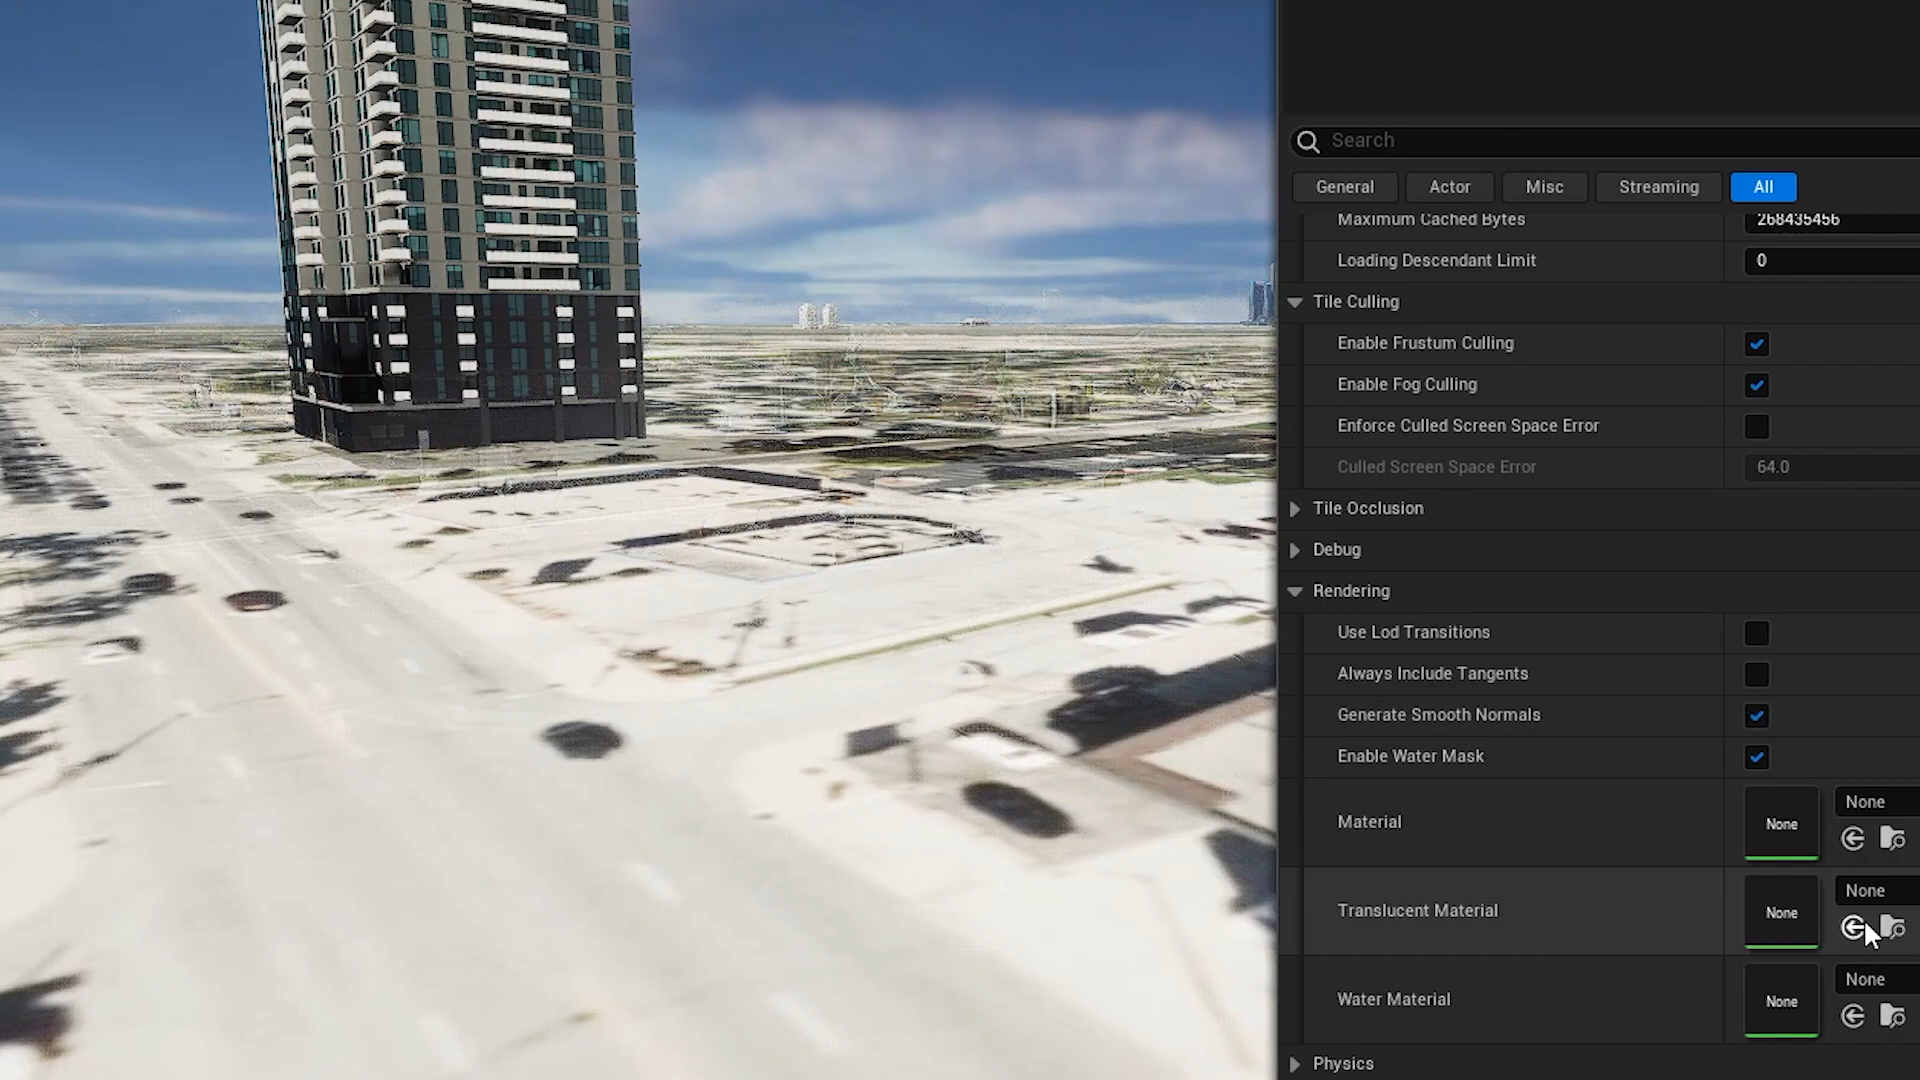 Search
General
Actor
Misc
Streaming
All
Maximum Cached Bytes
268435456
Loading Descendant Limit
0
Tile Culling
Enable Frustum Culling
Enable Fog Culling
Enforce Culled Screen Space Error
Culled Screen Space Error
64.0
Tile Occlusion
Debug
Rendering
Use Lod Transitions
Always Include Tangents
Generate Smooth Normals
Enable Water Mask
Material
None
None
Translucent Material
None
None
Water Material
None
None
Physics